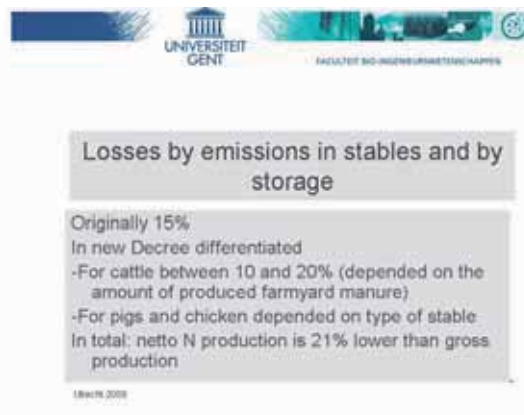 UNIVERSITEIT
GENT
FACULTEIT BIO-INGENIEURSWETENSCHAPPEN
Losses by emissions in stables and by
storage
Originally 15%
In new Decree differentiated
-For cattle between 10 and 20% (depended on the
amount of produced farmyard manure)
-For pigs and chicken depended on type of stable
In total: netto N production is 21% lower than gross
production
Utrecht 2009